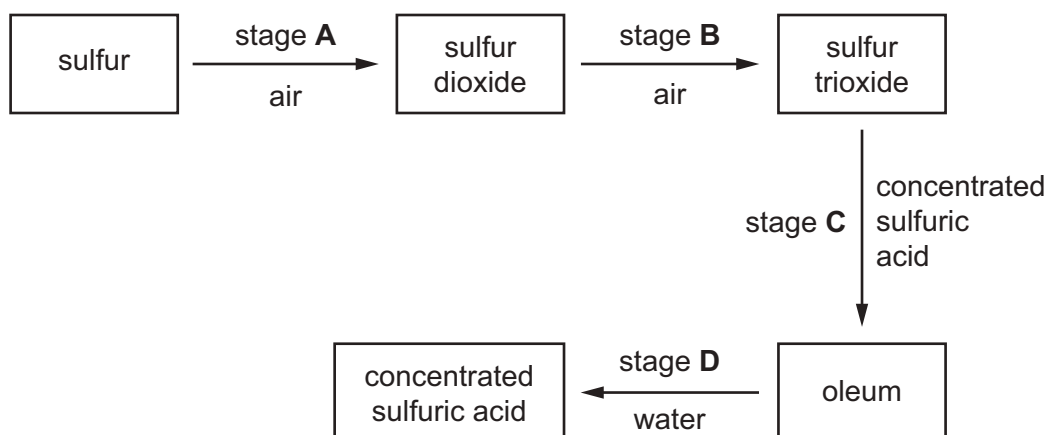 sulfur
stage A
air
sulfur
dioxide
stage B
air
sulfur
trioxide
stage C
concentrated
sulfuric
acid
oleum
stage D
water
concentrated
sulfuric acid